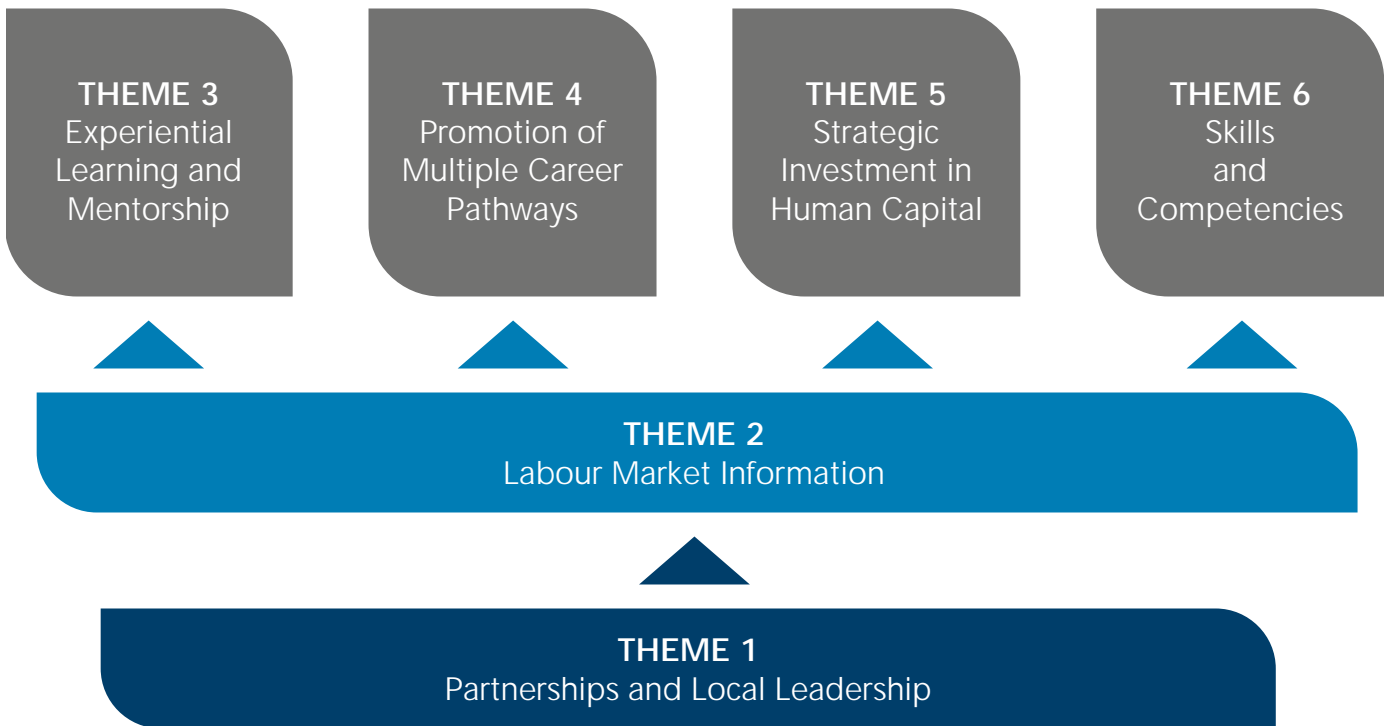 THEME 3
Experiential
Learning and
Mentorship
THEME 4
Promotion of
Multiple Career
Pathways
THEME 5
Strategic
Investment in
Human Capital
THEME 6
Skills
and
Competencies
THEME 2
Labour Market Information
THEME 1
Partnerships and Local Leadership